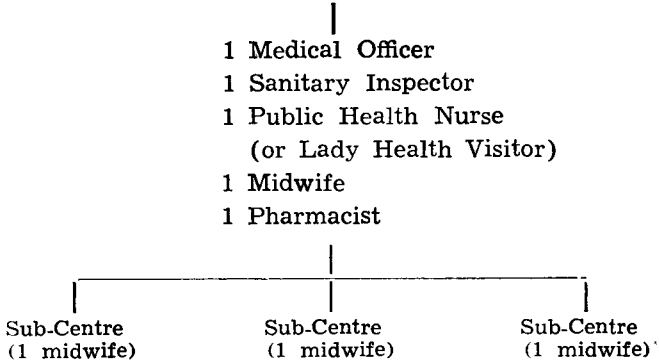 1 Medical Officer
1 Sanitary Inspector
1 Public Health Nurse
(or Lady Health Visitor)
1 Midwife
1 Pharmacist
Sub-Centre Sub-Centre Sub-Centre
(1 midwife) (1 midwife) (1 midwife)